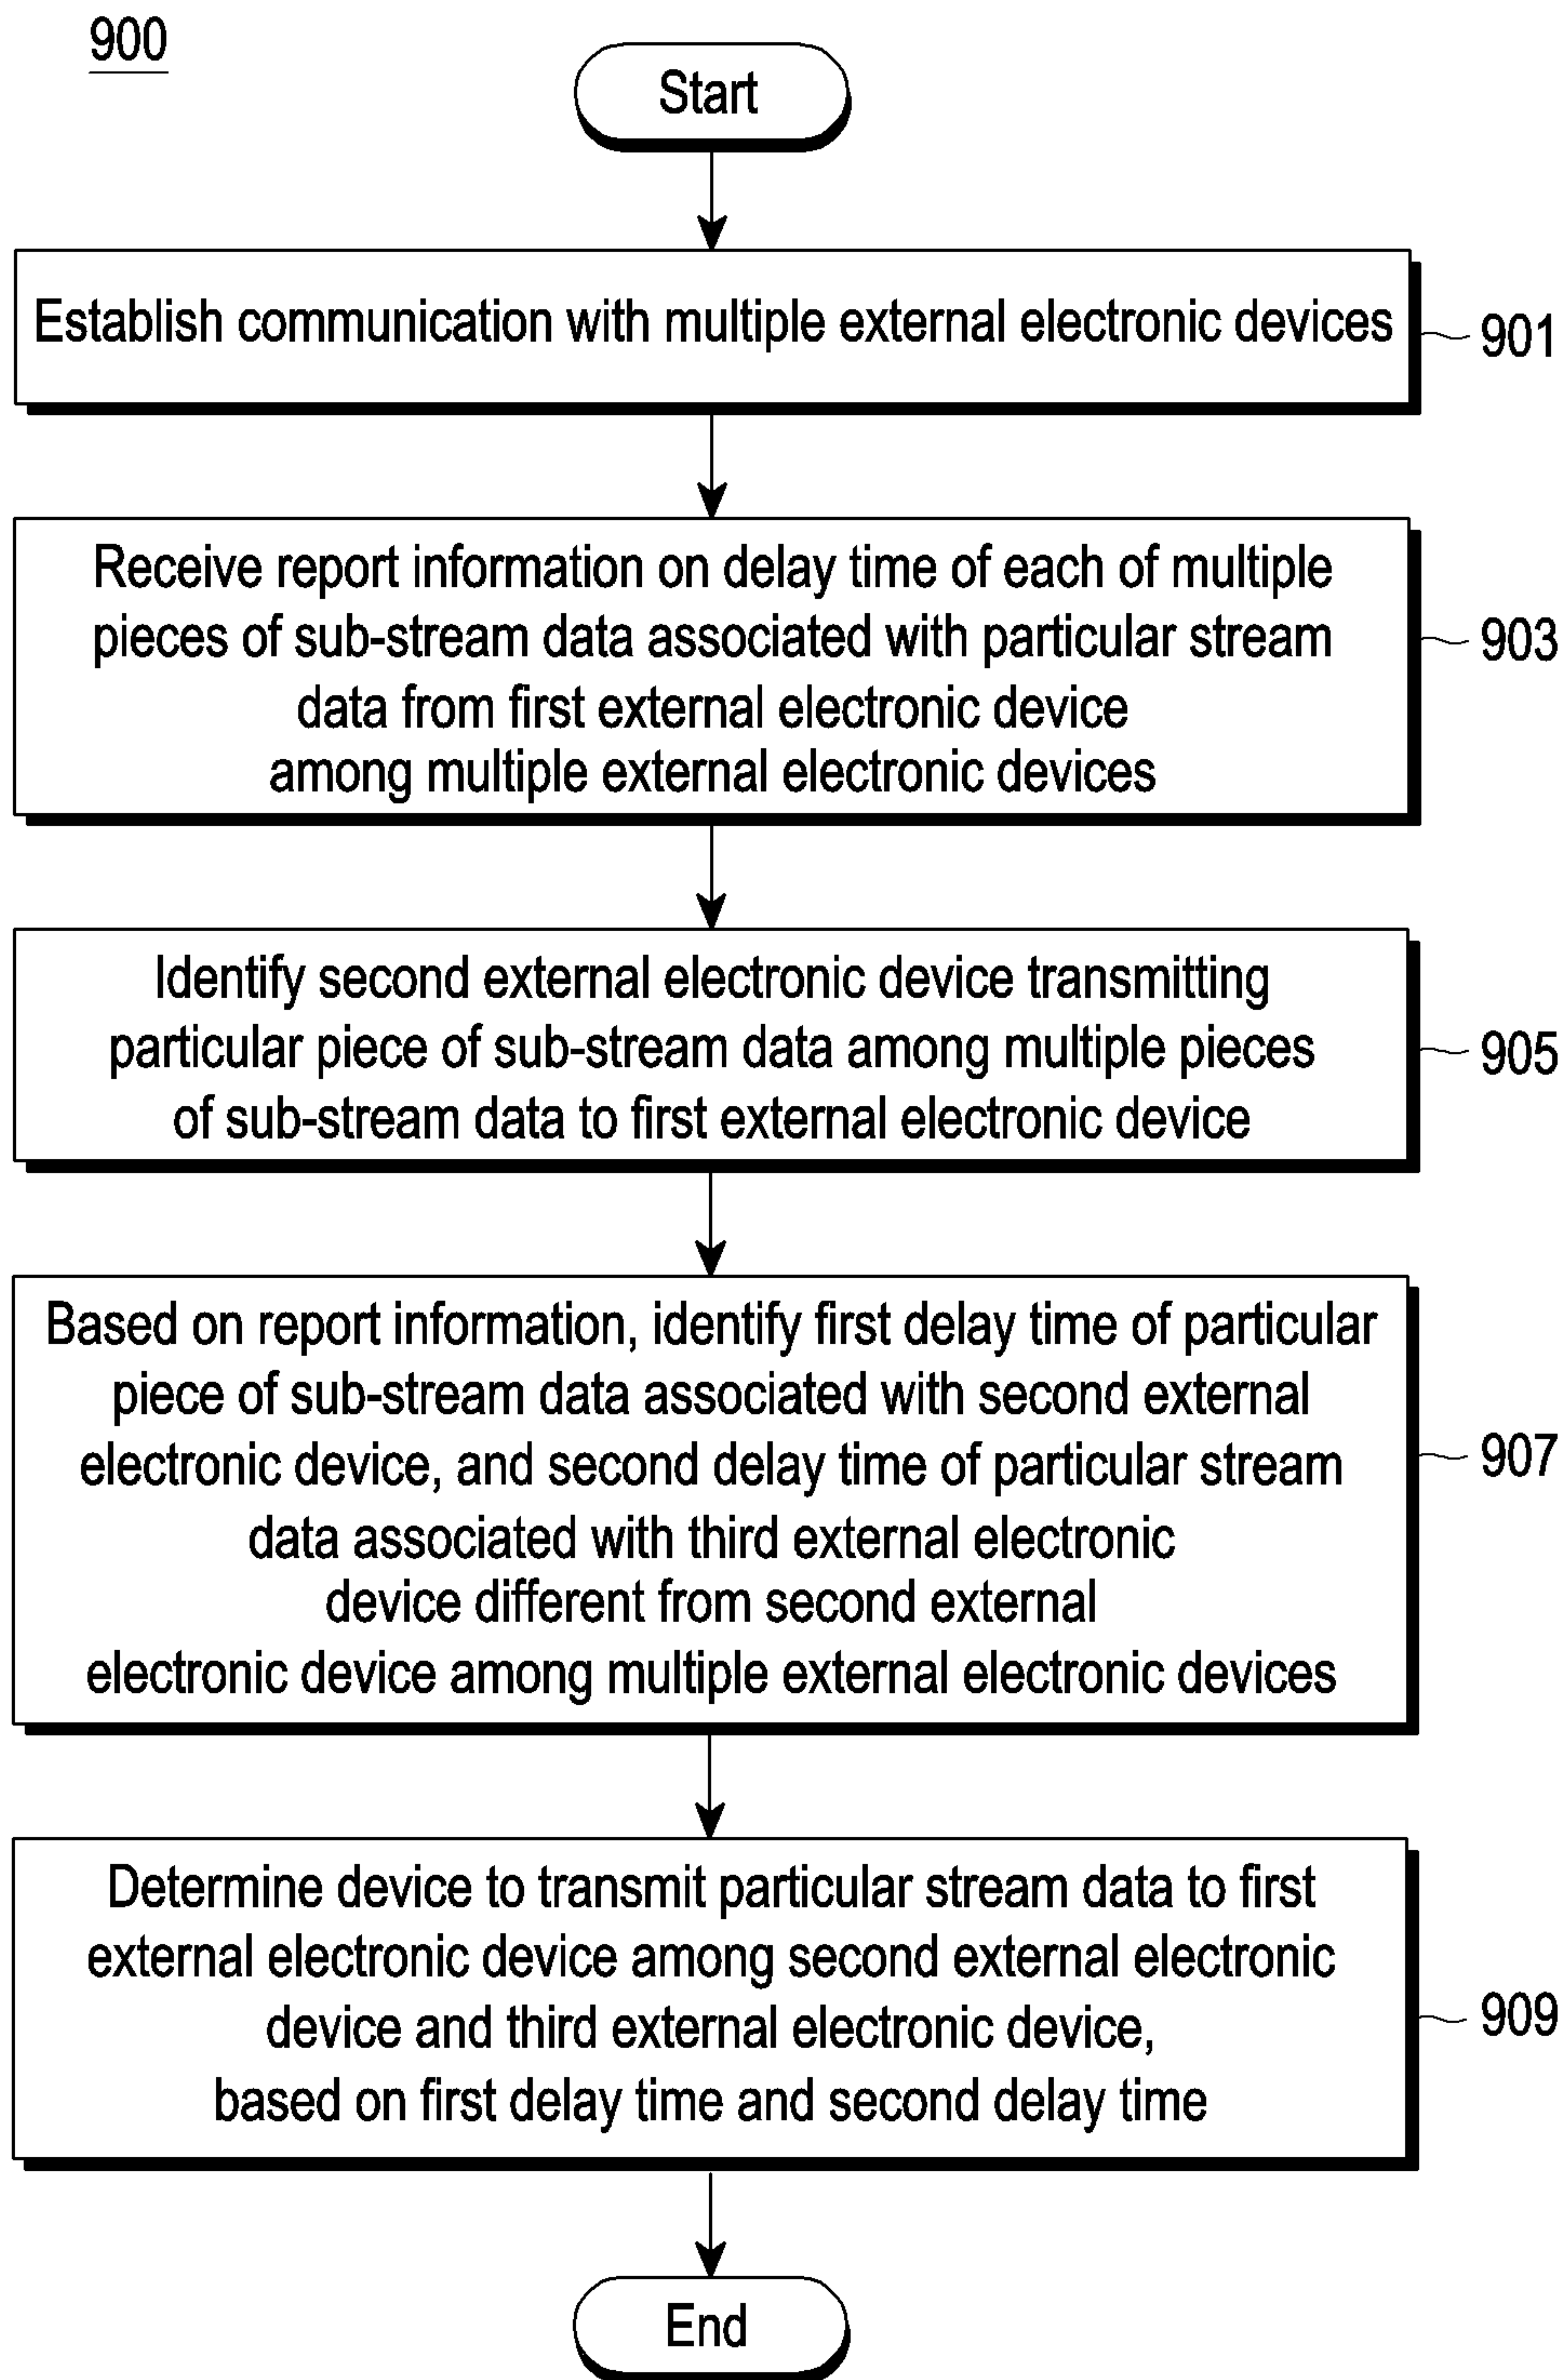 900
Start
Establish communication with multiple external electronic devices
901
Receive report information on delay time of each of multiple
pieces of sub-stream data associated with particular stream
data from first external electronic device
among multiple external electronic devices
903
Identify second external electronic device transmitting
particular piece of sub-stream data among multiple pieces
of sub-stream data to first external electronic device
905
Based on report information, identify first delay time of particular
piece of sub-stream data associated with second external
electronic device, and second delay time of particular stream
data associated with third external electronic
device different from second external
electronic device among multiple external electronic devices
907
Determine device to transmit particular stream data to first
external electronic device among second external electronic
device and third external electronic device,
based on first delay time and second delay time
909
End